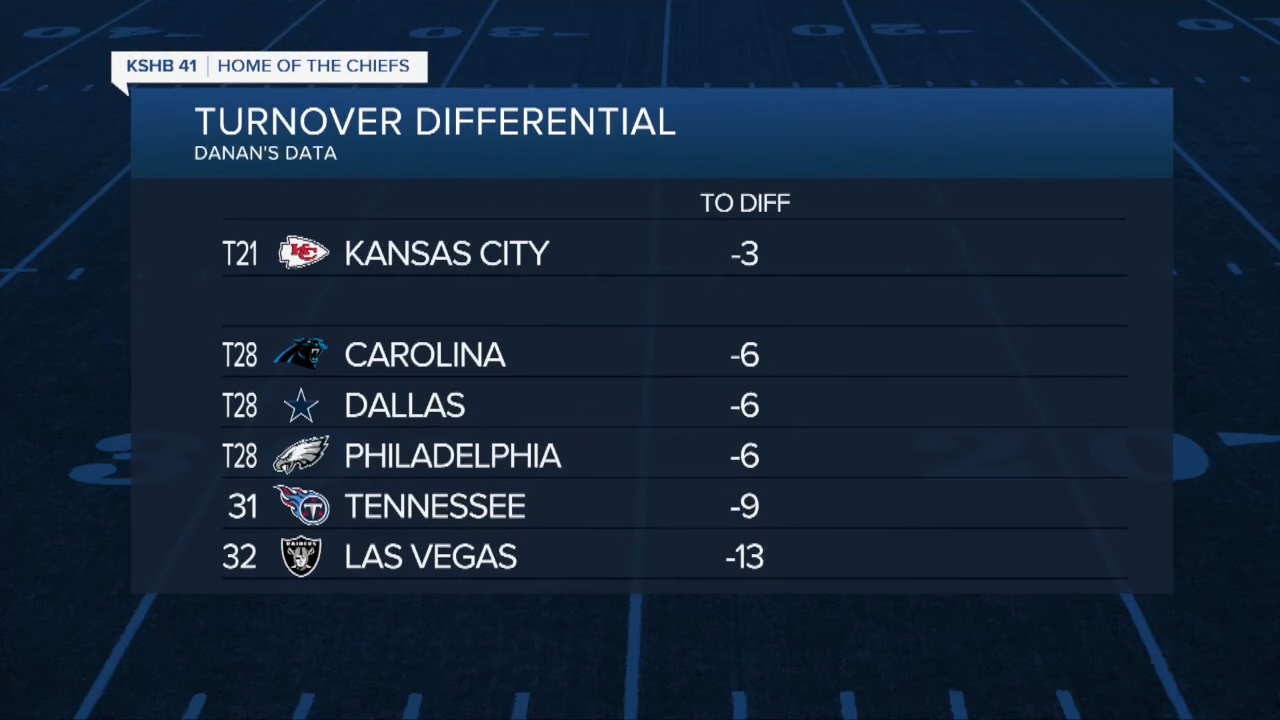 KSHB 41 | HOME OF THE CHIEFS
TURNOVER DIFFERENTIAL
DANAN'S DATA
TO DIFF
T21 KANSAS CITY -3
T28 CAROLINA -6
T28 DALLAS -6
T28 PHILADELPHIA -6
31 TENNESSEE -9
32 RAIDERS LAS VEGAS -13